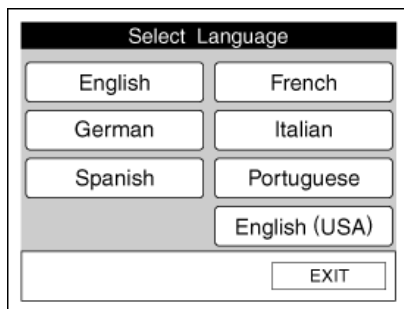 Select Language
English French
German Italian
Spanish Portuguese
English (USA)
EXIT